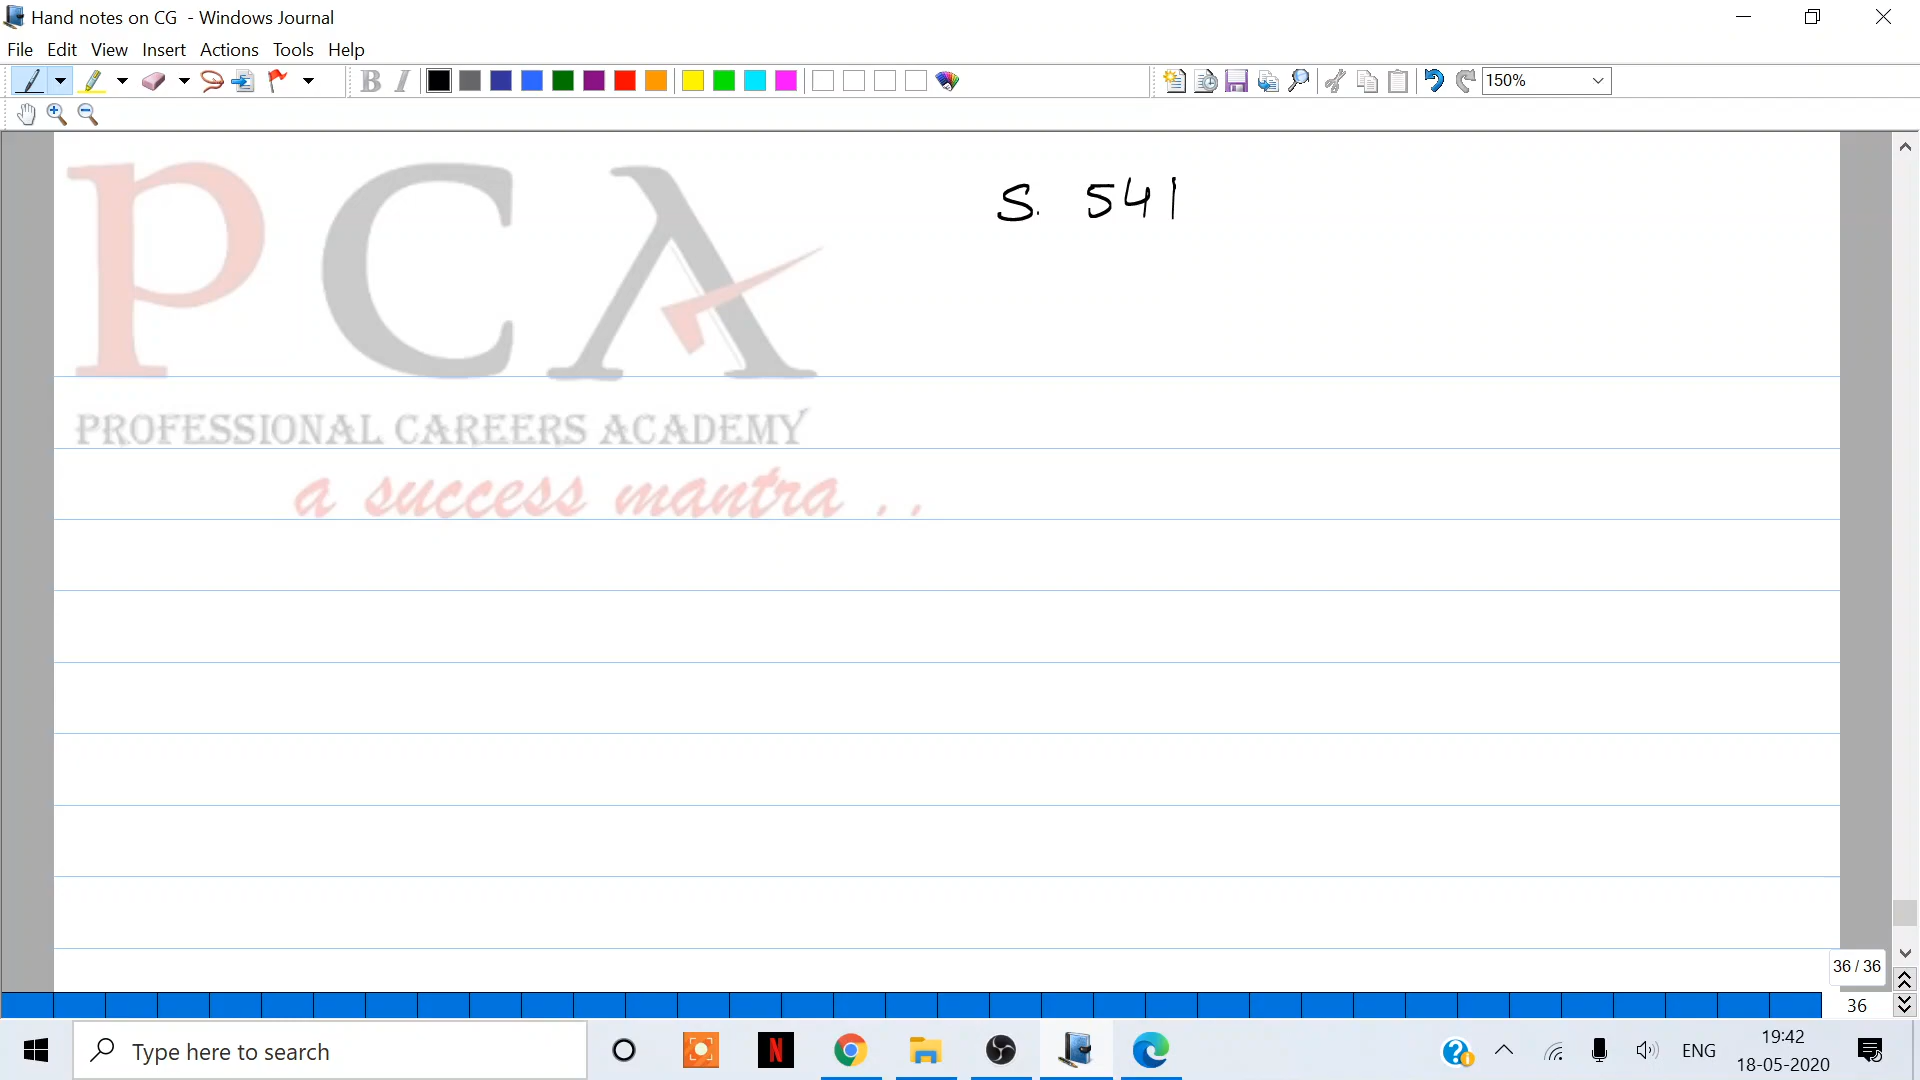 Hand notes on CG - Windows Journal
File Edit View Insert Actions Tools Help
B I 150%
S. 541
PCA
PROFESSIONAL CAREERS ACADEMY
a success mantra . .
36 / 36
36
Type here to search
N
ENG
19:42
18-05-2020